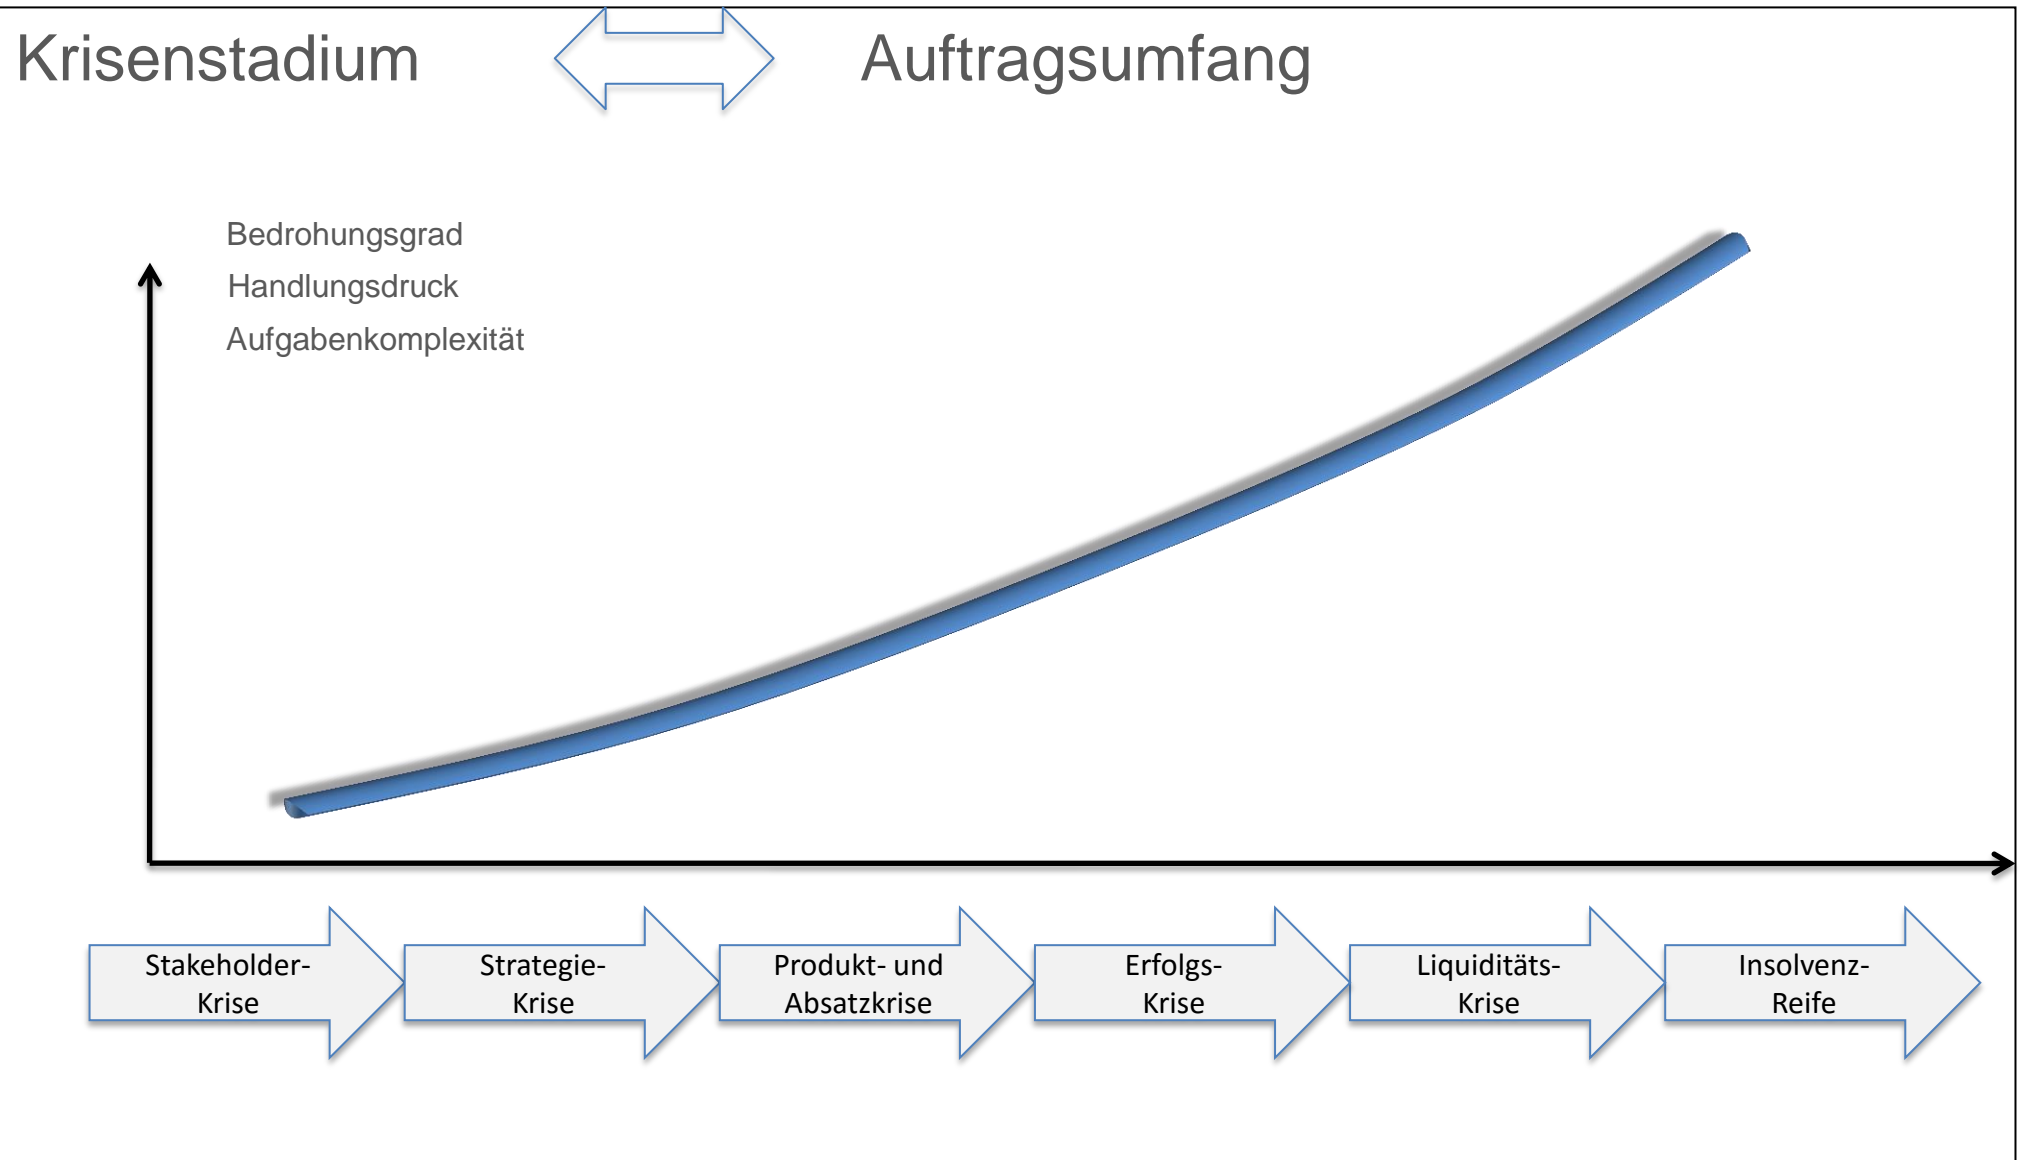 Krisenstadium Auftragsumfang
Bedrohungsgrad
Handlungsdruck
Aufgabenkomplexität
Stakeholder-
Krise
Strategie-
Krise
Produkt- und
Absatzkrise
Erfolgs-
Krise
Liquiditäts-
Krise
Insolvenz-
Reife